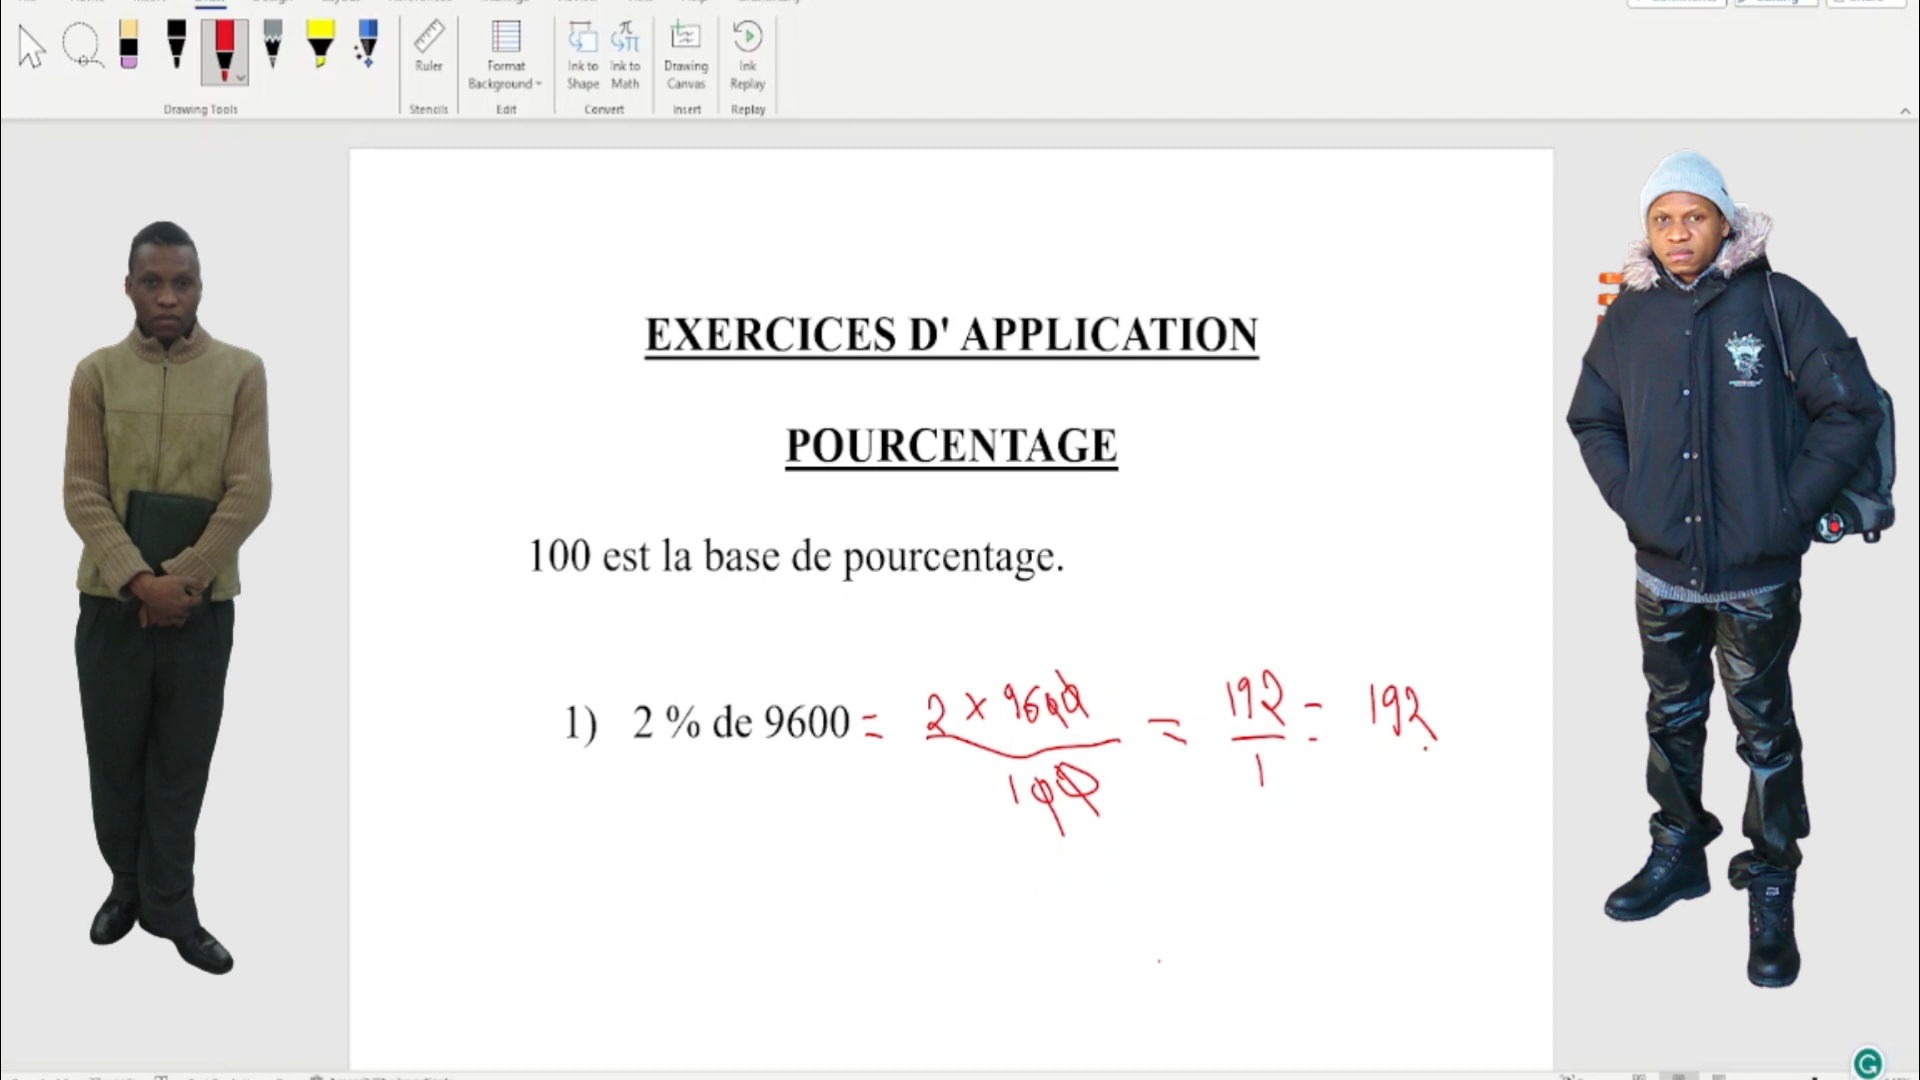 Ruler
Format
Background
Ink to
Shape
Ink to
Math
Drawing
Canvas
Ink
Replay
Drawing Tools
Stencils
Edit
Convert
Insert
Replay
EXERCICES D' APPLICATION
POURCENTAGE
100 est la base de pourcentage.
1) 2 % de 9600 = 2 x 9600 / 100 = 192 / 1 = 192